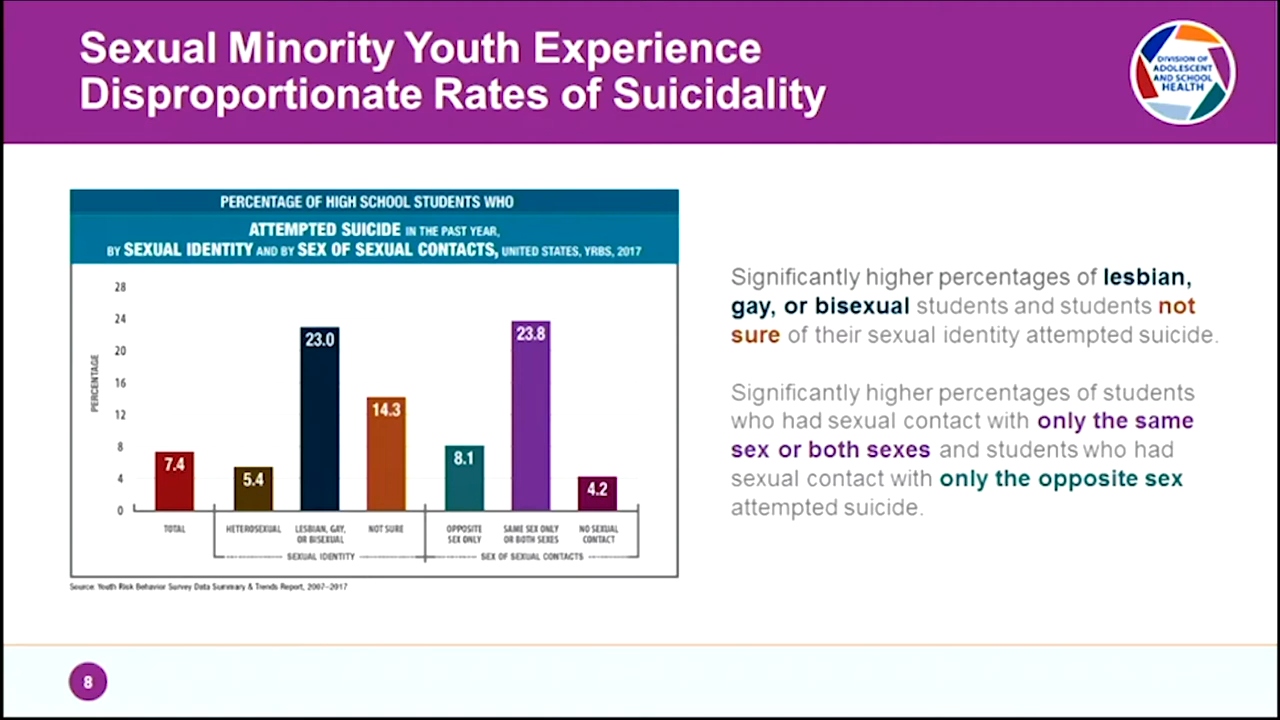 Sexual Minority Youth Experience
Disproportionate Rates of Suicidality
DIVISION OF
ADOLESCENT
AND SCHOOL
HEALTH
PERCENTAGE OF HIGH SCHOOL STUDENTS WHO
ATTEMPTED SUICIDE IN THE PAST YEAR,
BY SEXUAL IDENTITY AND BY SEX OF SEXUAL CONTACTS, UNITED STATES, YRBS, 2017
PERCENTAGE
28
24
20
16
12
8
4
0
7.4
5.4
23.0
14.3
8.1
23.8
4.2
TOTAL
HETEROSEXUAL
LESBIAN, GAY,
OR BISEXUAL
NOT SURE
OPPOSITE
SEX ONLY
SAME SEX ONLY
OR BOTH SEXES
NO SEXUAL
CONTACT
SEXUAL IDENTITY
SEX OF SEXUAL CONTACTS
Source: Youth Risk Behavior Survey Data Summary & Trends Report, 2007–2017
Significantly higher percentages of lesbian,
gay, or bisexual students and students not
sure of their sexual identity attempted suicide.
Significantly higher percentages of students
who had sexual contact with only the same
sex or both sexes and students who had
sexual contact with only the opposite sex
attempted suicide.
8